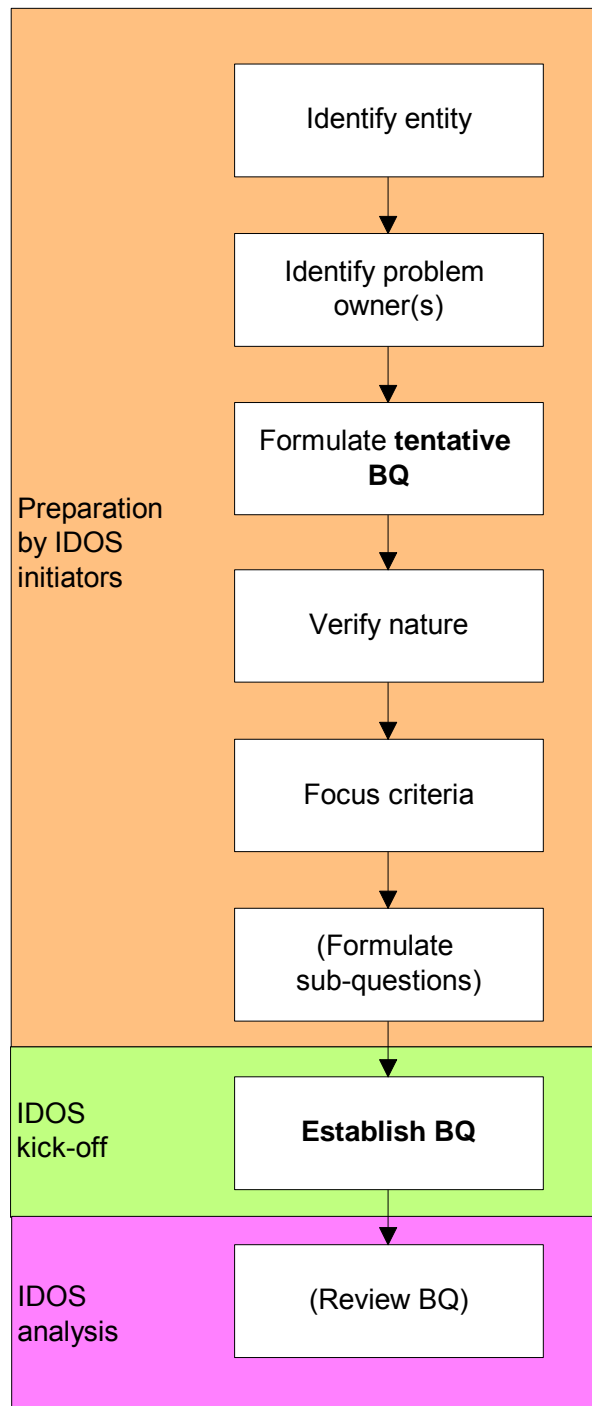 Identify entity
Identify problem
owner(s)
Formulate tentative
BQ
Preparation
by IDOS
initiators
Verify nature
Focus criteria
(Formulate
sub-questions)
IDOS
kick-off
Establish BQ
IDOS
analysis
(Review BQ)